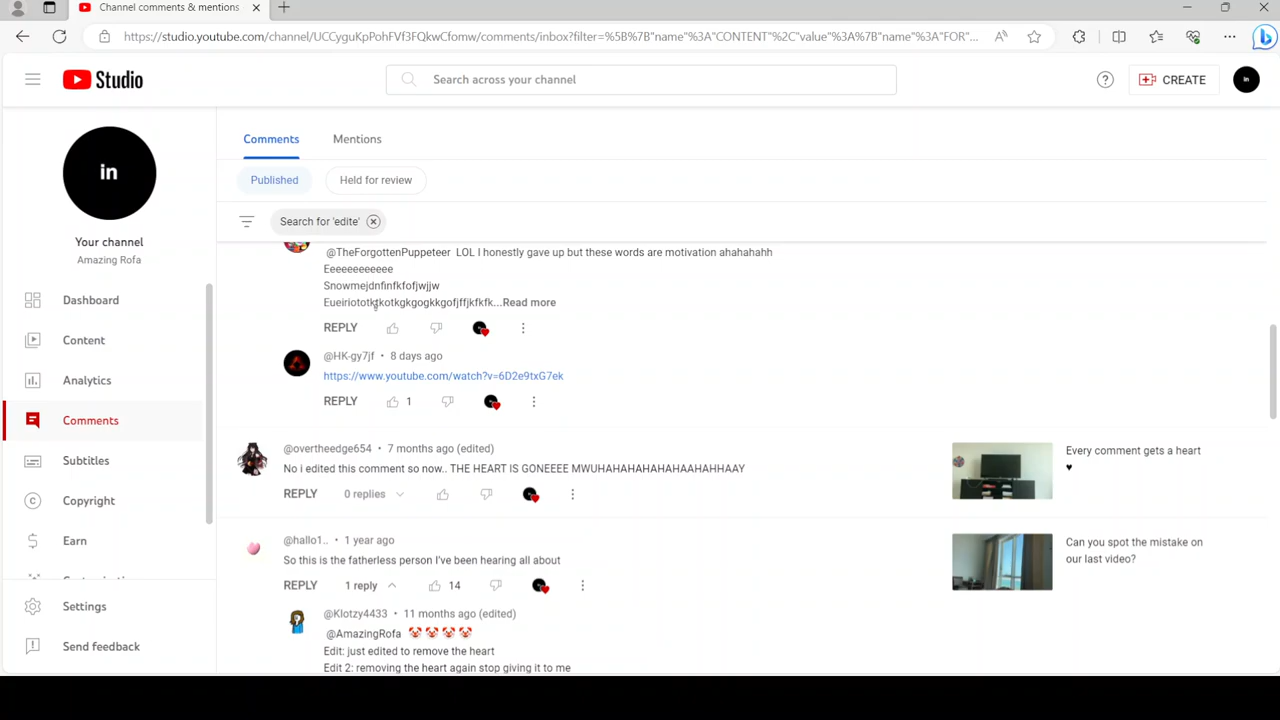 Channel comments & mentions
https://studio.youtube.com/channel/UCCyguKpPohFVf3FQkwCfomw/comments/inbox?filter=%5B%7B"name"%3A"CONTENT"%2C"value"%3A%7B"name"%3A"FOR"...
Studio
Search across your channel
CREATE
in
in
Your channel
Amazing Rofa
Dashboard
Content
Analytics
Comments
Subtitles
Copyright
Earn
Settings
Send feedback
Comments
Mentions
Published
Held for review
Search for 'edite'
@TheForgottenPuppeteer LOL I honestly gave up but these words are motivation ahahahahh
Eeeeeeeeeeee
Snowmejdnfinfkfofjwjjw
Read more
REPLY
@HK-gy7jf • 8 days ago
https://www.youtube.com/watch?v=6D2e9txG7ek
REPLY 1
@overtheedge654 • 7 months ago (edited)
No i edited this comment so now.. THE HEART IS GONEEEE MWUHAHAHAHAHAAHAHHAAY
REPLY 0 replies
Every comment gets a heart
♥
@hallo1.. • 1 year ago
So this is the fatherless person I've been hearing all about
REPLY 1 reply 14
Can you spot the mistake on
our last video?
@Klotzy4433 • 11 months ago (edited)
@AmazingRofa 🤡 🤡 🤡 🤡
Edit: just edited to remove the heart
Edit 2: removing the heart again stop giving it to me